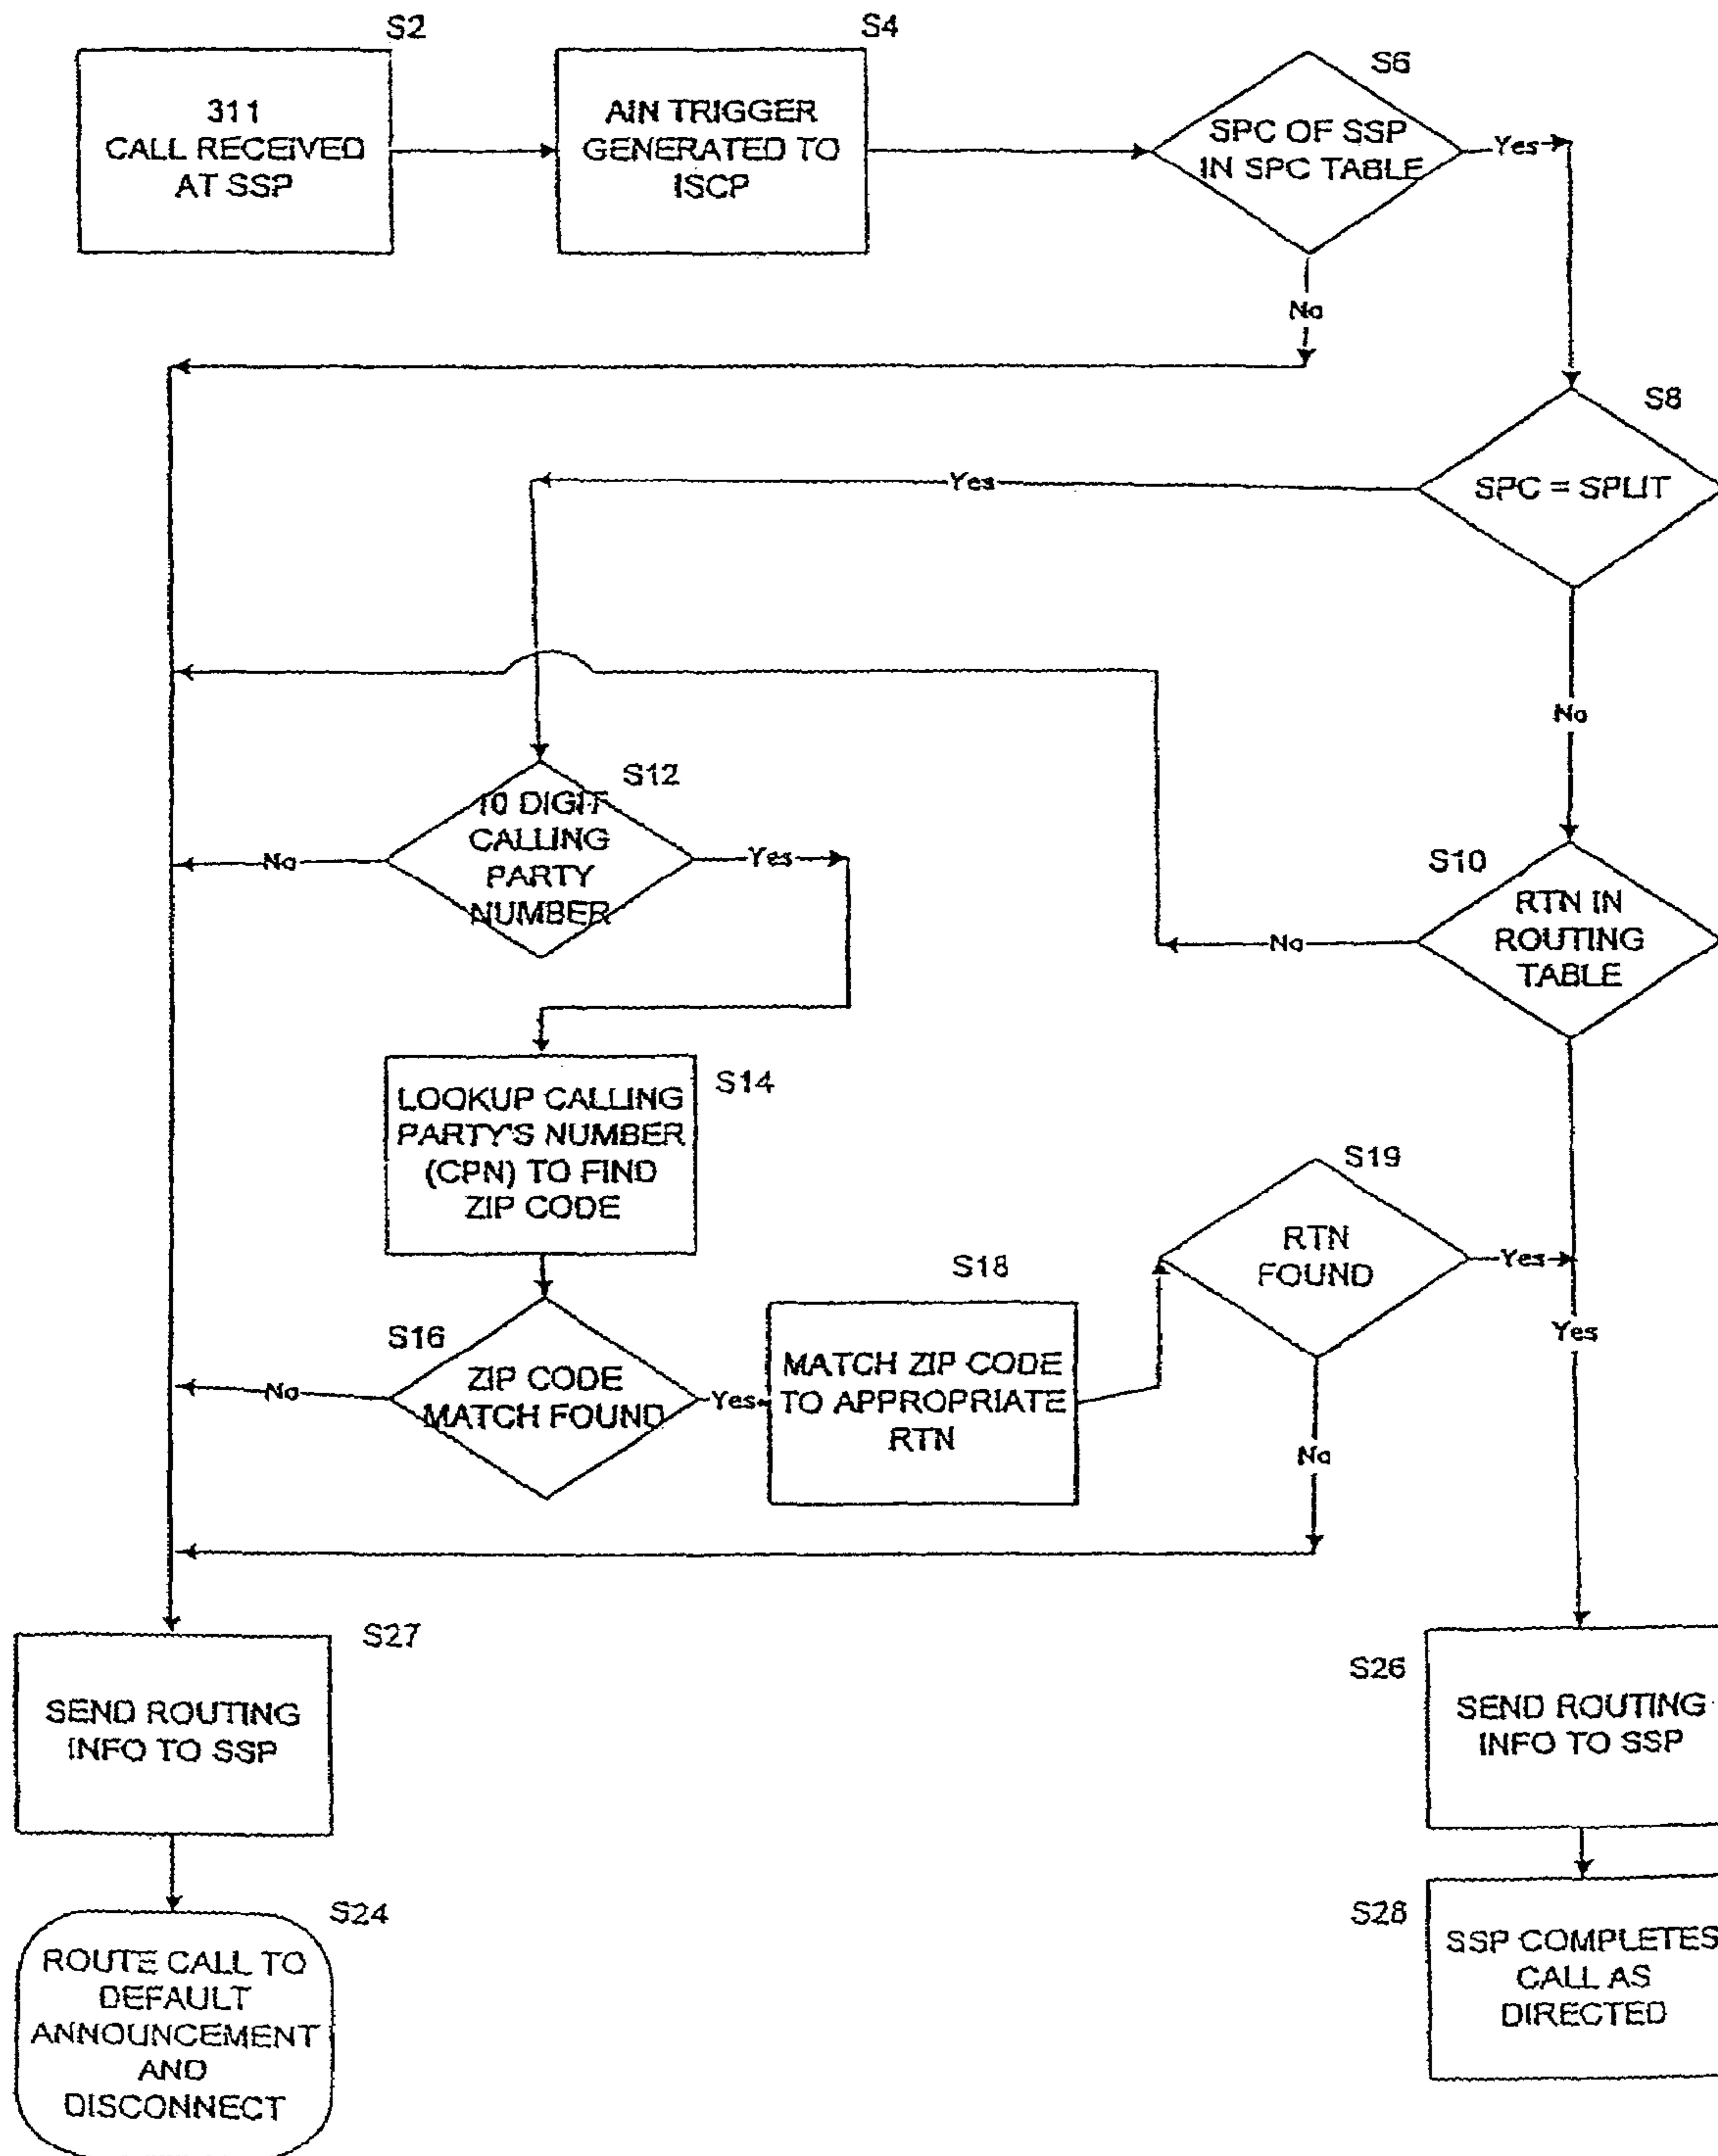 S2
311
CALL RECEIVED
AT SSP
S4
AIN TRIGGER
GENERATED TO
ISCP
S6
SPC OF SSP
IN SPC TABLE
Yes
No
S8
SPC = SPLIT
Yes
No
S12
10 DIGIT
CALLING
PARTY
NUMBER
No
Yes
S10
RTN IN
ROUTING
TABLE
No
Yes
S14
LOOKUP CALLING
PARTY'S NUMBER
(CPN) TO FIND
ZIP CODE
S16
ZIP CODE
MATCH FOUND
No
Yes
S18
MATCH ZIP CODE
TO APPROPRIATE
RTN
S19
RTN
FOUND
Yes
No
S27
SEND ROUTING
INFO TO SSP
S26
SEND ROUTING
INFO TO SSP
S24
ROUTE CALL TO
DEFAULT
ANNOUNCEMENT
AND
DISCONNECT
S28
SSP COMPLETES
CALL AS
DIRECTED